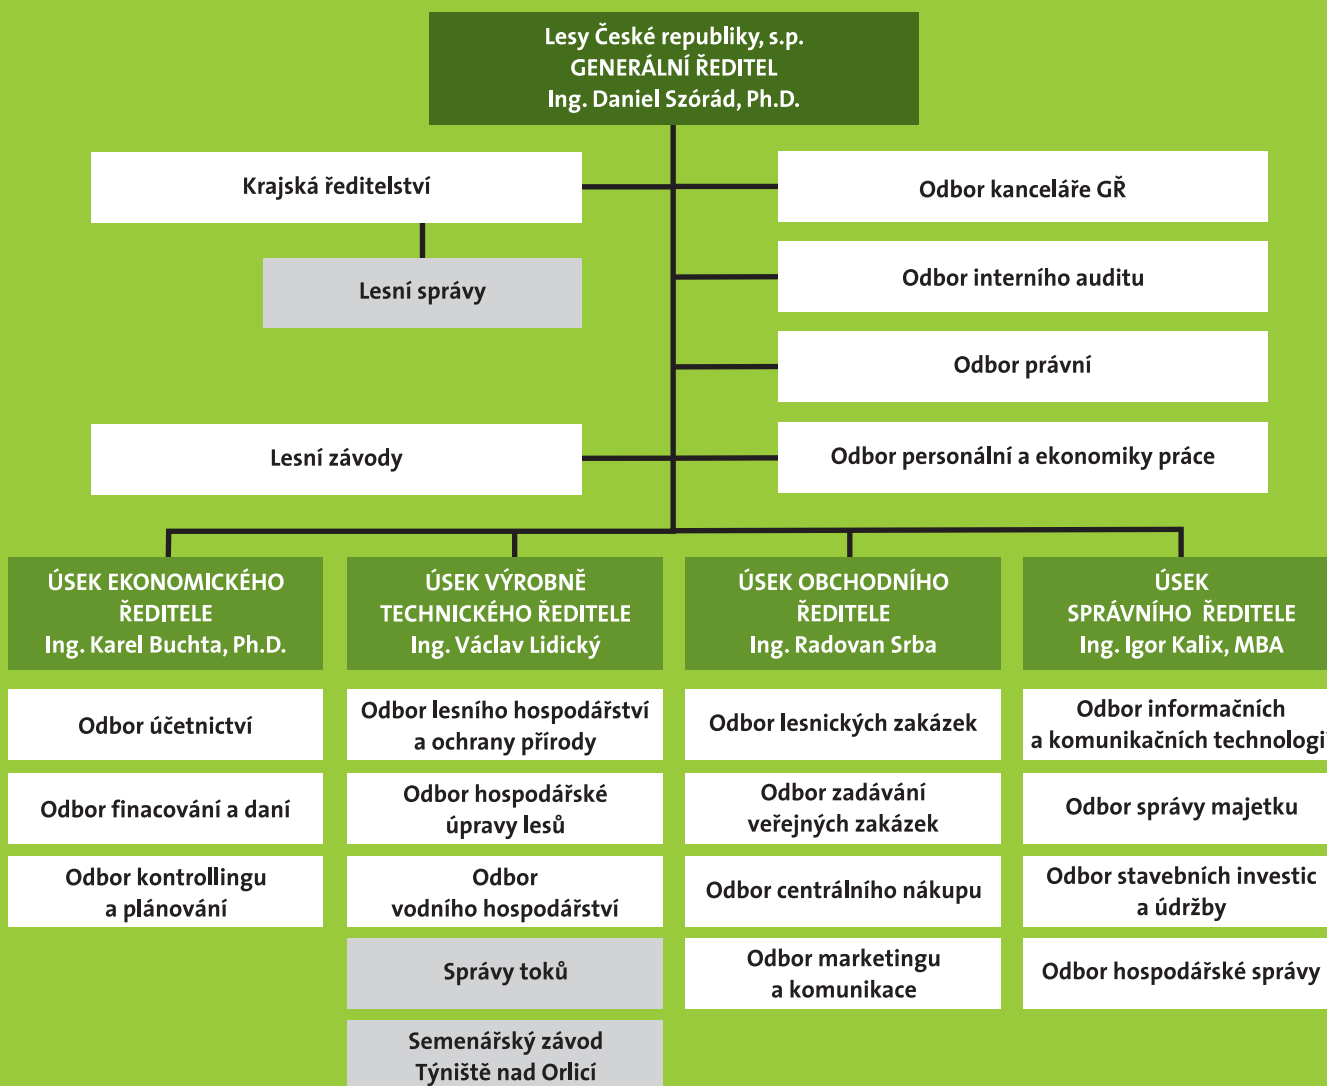 Lesy České republiky, s.p.
GENERÁLNÍ ŘEDITEL
Ing. Daniel Szórád, Ph.D.
Krajská ředitelství
Odbor kanceláře GŘ
Lesní správy
Odbor interního auditu
Odbor právní
Lesní závody
Odbor personální a ekonomiky práce
ÚSEK EKONOMICKÉHO
ŘEDITELE
Ing. Karel Buchta, Ph.D.
Odbor účetnictví
Odbor finacování a daní
Odbor kontrollingu
a plánování
ÚSEK VÝROBNĚ
TECHNICKÉHO ŘEDITELE
Ing. Václav Lidický
Odbor lesního hospodářství
a ochrany přírody
Odbor hospodářské
úpravy lesů
Odbor
vodního hospodářství
Správy toků
Semenářský závod
Týniště nad Orlicí
ÚSEK OBCHODNÍHO
ŘEDITELE
Ing. Radovan Srba
Odbor lesnických zakázek
Odbor zadávání
veřejných zakázek
Odbor centrálního nákupu
Odbor marketingu
a komunikace
ÚSEK
SPRÁVNÍHO ŘEDITELE
Ing. Igor Kalix, MBA
Odbor informačních
a komunikačních technologií
Odbor správy majetku
Odbor stavebních investic
a údržby
Odbor hospodářské správy